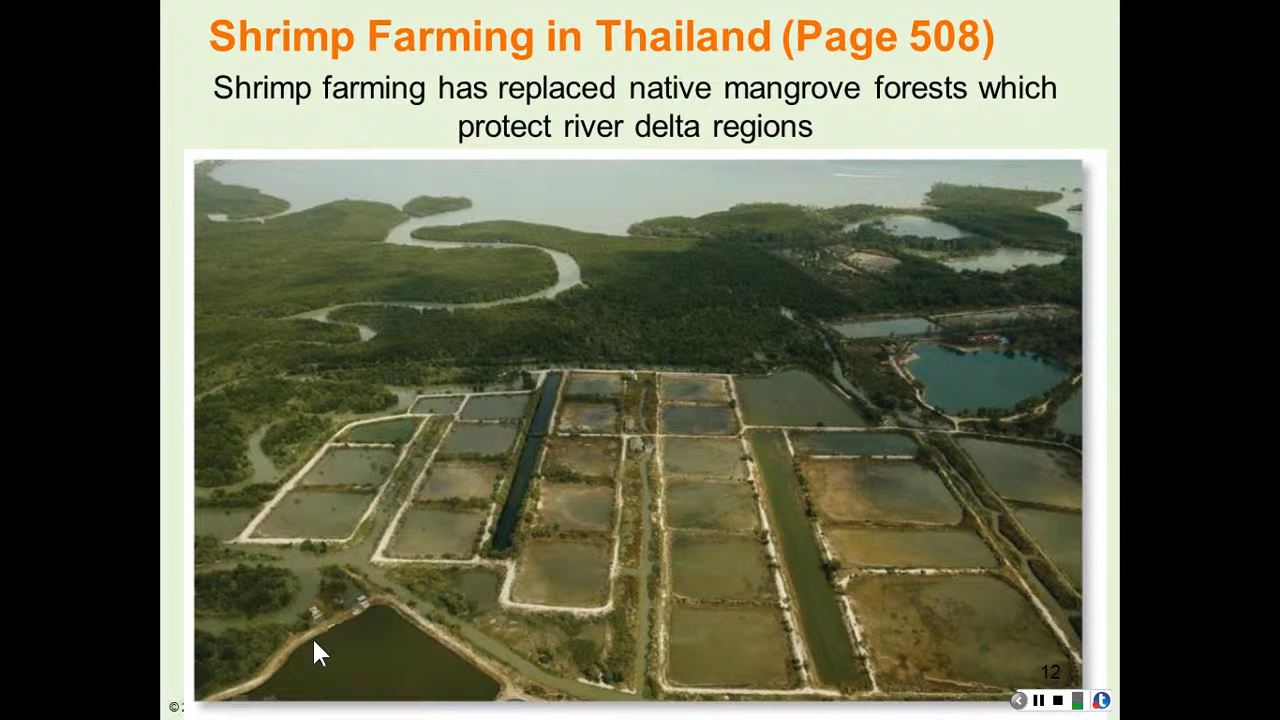 Shrimp Farming in Thailand (Page 508)
Shrimp farming has replaced native mangrove forests which
protect river delta regions
12
©